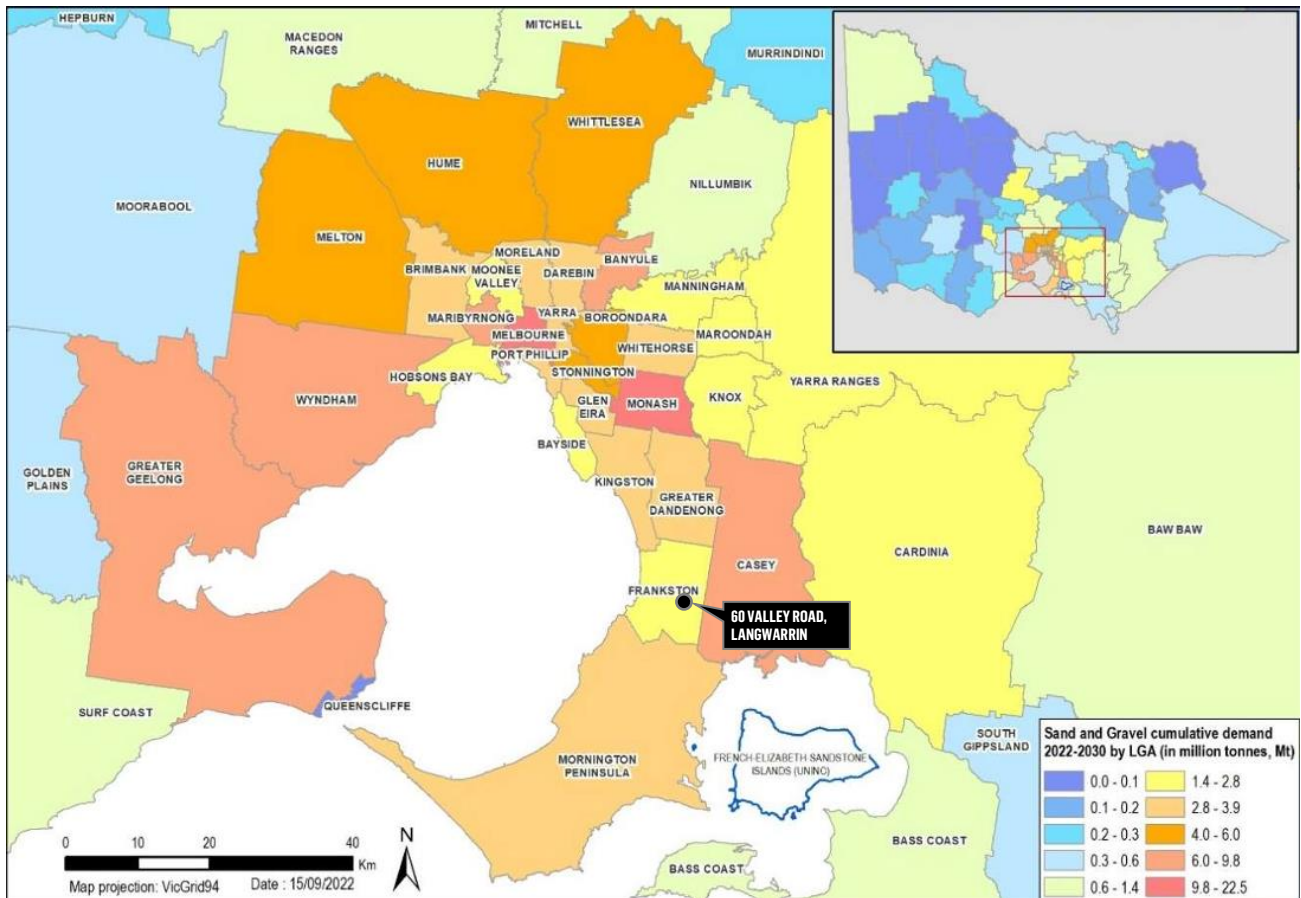 HEPBURN
MACEDON
RANGES
MITCHELL
MURRINDINDI
WHITTLESEA
HUME
NILLUMBIK
MOORABOOL
MELTON
MORELAND
BANYULE
BRIMBANK
MOONEE
VALLEY
DAREBIN
MANNINGHAM
MARIBYRNONG
YARRA
BOROONDARA
MAROONDAH
MELBOURNE
WHITEHORSE
PORT PHILLIP
STONNINGTON
HOBSONS BAY
YARRA RANGES
WYNDHAM
GLEN
EIRA
MONASH
KNOX
BAYSIDE
GOLDEN
PLAINS
GREATER
GEELONG
KINGSTON
GREATER
DANDENONG
BAW BAW
CARDINIA
CASEY
FRANKSTON
60 VALLEY ROAD,
LANGWARRIN
QUEENSCLIFFE
SURF COAST
SOUTH
GIPPSLAND
MORNINGTON
PENINSULA
FRENCH-ELIZABETH-SANDSTONE
ISLANDS (UNINC)
BASS COAST
BASS COAST
0 10 20 40
Km
N
Map projection: VicGrid94 Date : 15/09/2022
Sand and Gravel cumulative demand
2022-2030 by LGA (in million tonnes, Mt)
0.0 - 0.1 1.4 - 2.8
0.1 - 0.2 2.8 - 3.9
0.2 - 0.3 4.0 - 6.0
0.3 - 0.6 6.0 - 9.8
0.6 - 1.4 9.8 - 22.5